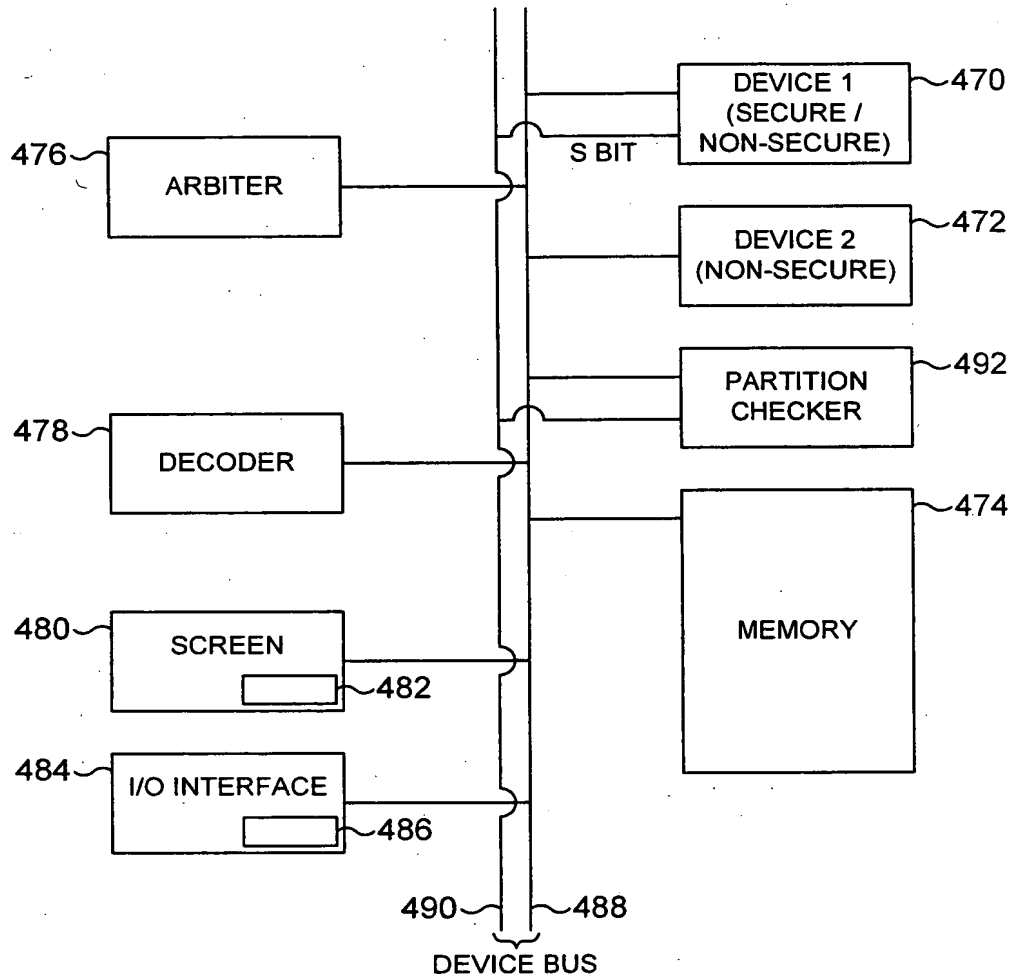 476
ARBITER
478
DECODER
480
SCREEN
482
484
I/O INTERFACE
486
S BIT
DEVICE 1
(SECURE /
NON-SECURE)
470
DEVICE 2
(NON-SECURE)
472
PARTITION
CHECKER
492
MEMORY
474
490
488
DEVICE BUS